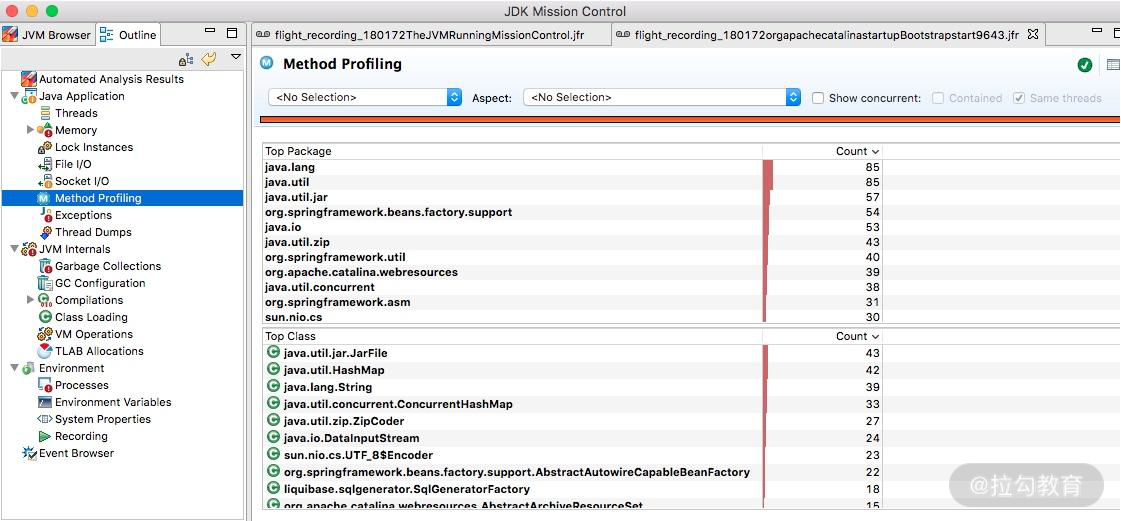 JDK Mission Control
JVM Browser
Outline
flight_recording_180172TheJVMRunningMissionControl.jfr
flight_recording_180172orgapachecatalinastartupBootstrapstart9643.jfr
Automated Analysis Results
Java Application
Threads
Memory
Lock Instances
File I/O
Socket I/O
Method Profiling
Exceptions
Thread Dumps
JVM Internals
Garbage Collections
GC Configuration
Compilations
Class Loading
VM Operations
TLAB Allocations
Environment
Processes
Environment Variables
System Properties
Recording
Event Browser
Method Profiling
<No Selection> Aspect: <No Selection> Show concurrent: Contained Same threads
Top Package Count
java.lang 85
java.util 85
java.util.jar 57
org.springframework.beans.factory.support 54
java.io 53
java.util.zip 43
org.springframework.util 40
org.apache.catalina.webresources 39
java.util.concurrent 38
org.springframework.asm 31
sun.nio.cs 30
Top Class Count
java.util.jar.JarFile 43
java.util.HashMap 42
java.lang.String 39
java.util.concurrent.ConcurrentHashMap 33
java.util.zip.ZipCoder 27
java.io.DataInputStream 24
sun.nio.cs.UTF_8$Encoder 23
org.springframework.beans.factory.support.AbstractAutowireCapableBeanFactory 22
liquibase.sqlgenerator.SqlGeneratorFactory 18
org.apache.catalina.webresources.AbstractArchiveResourceSet 15
@拉勾教育